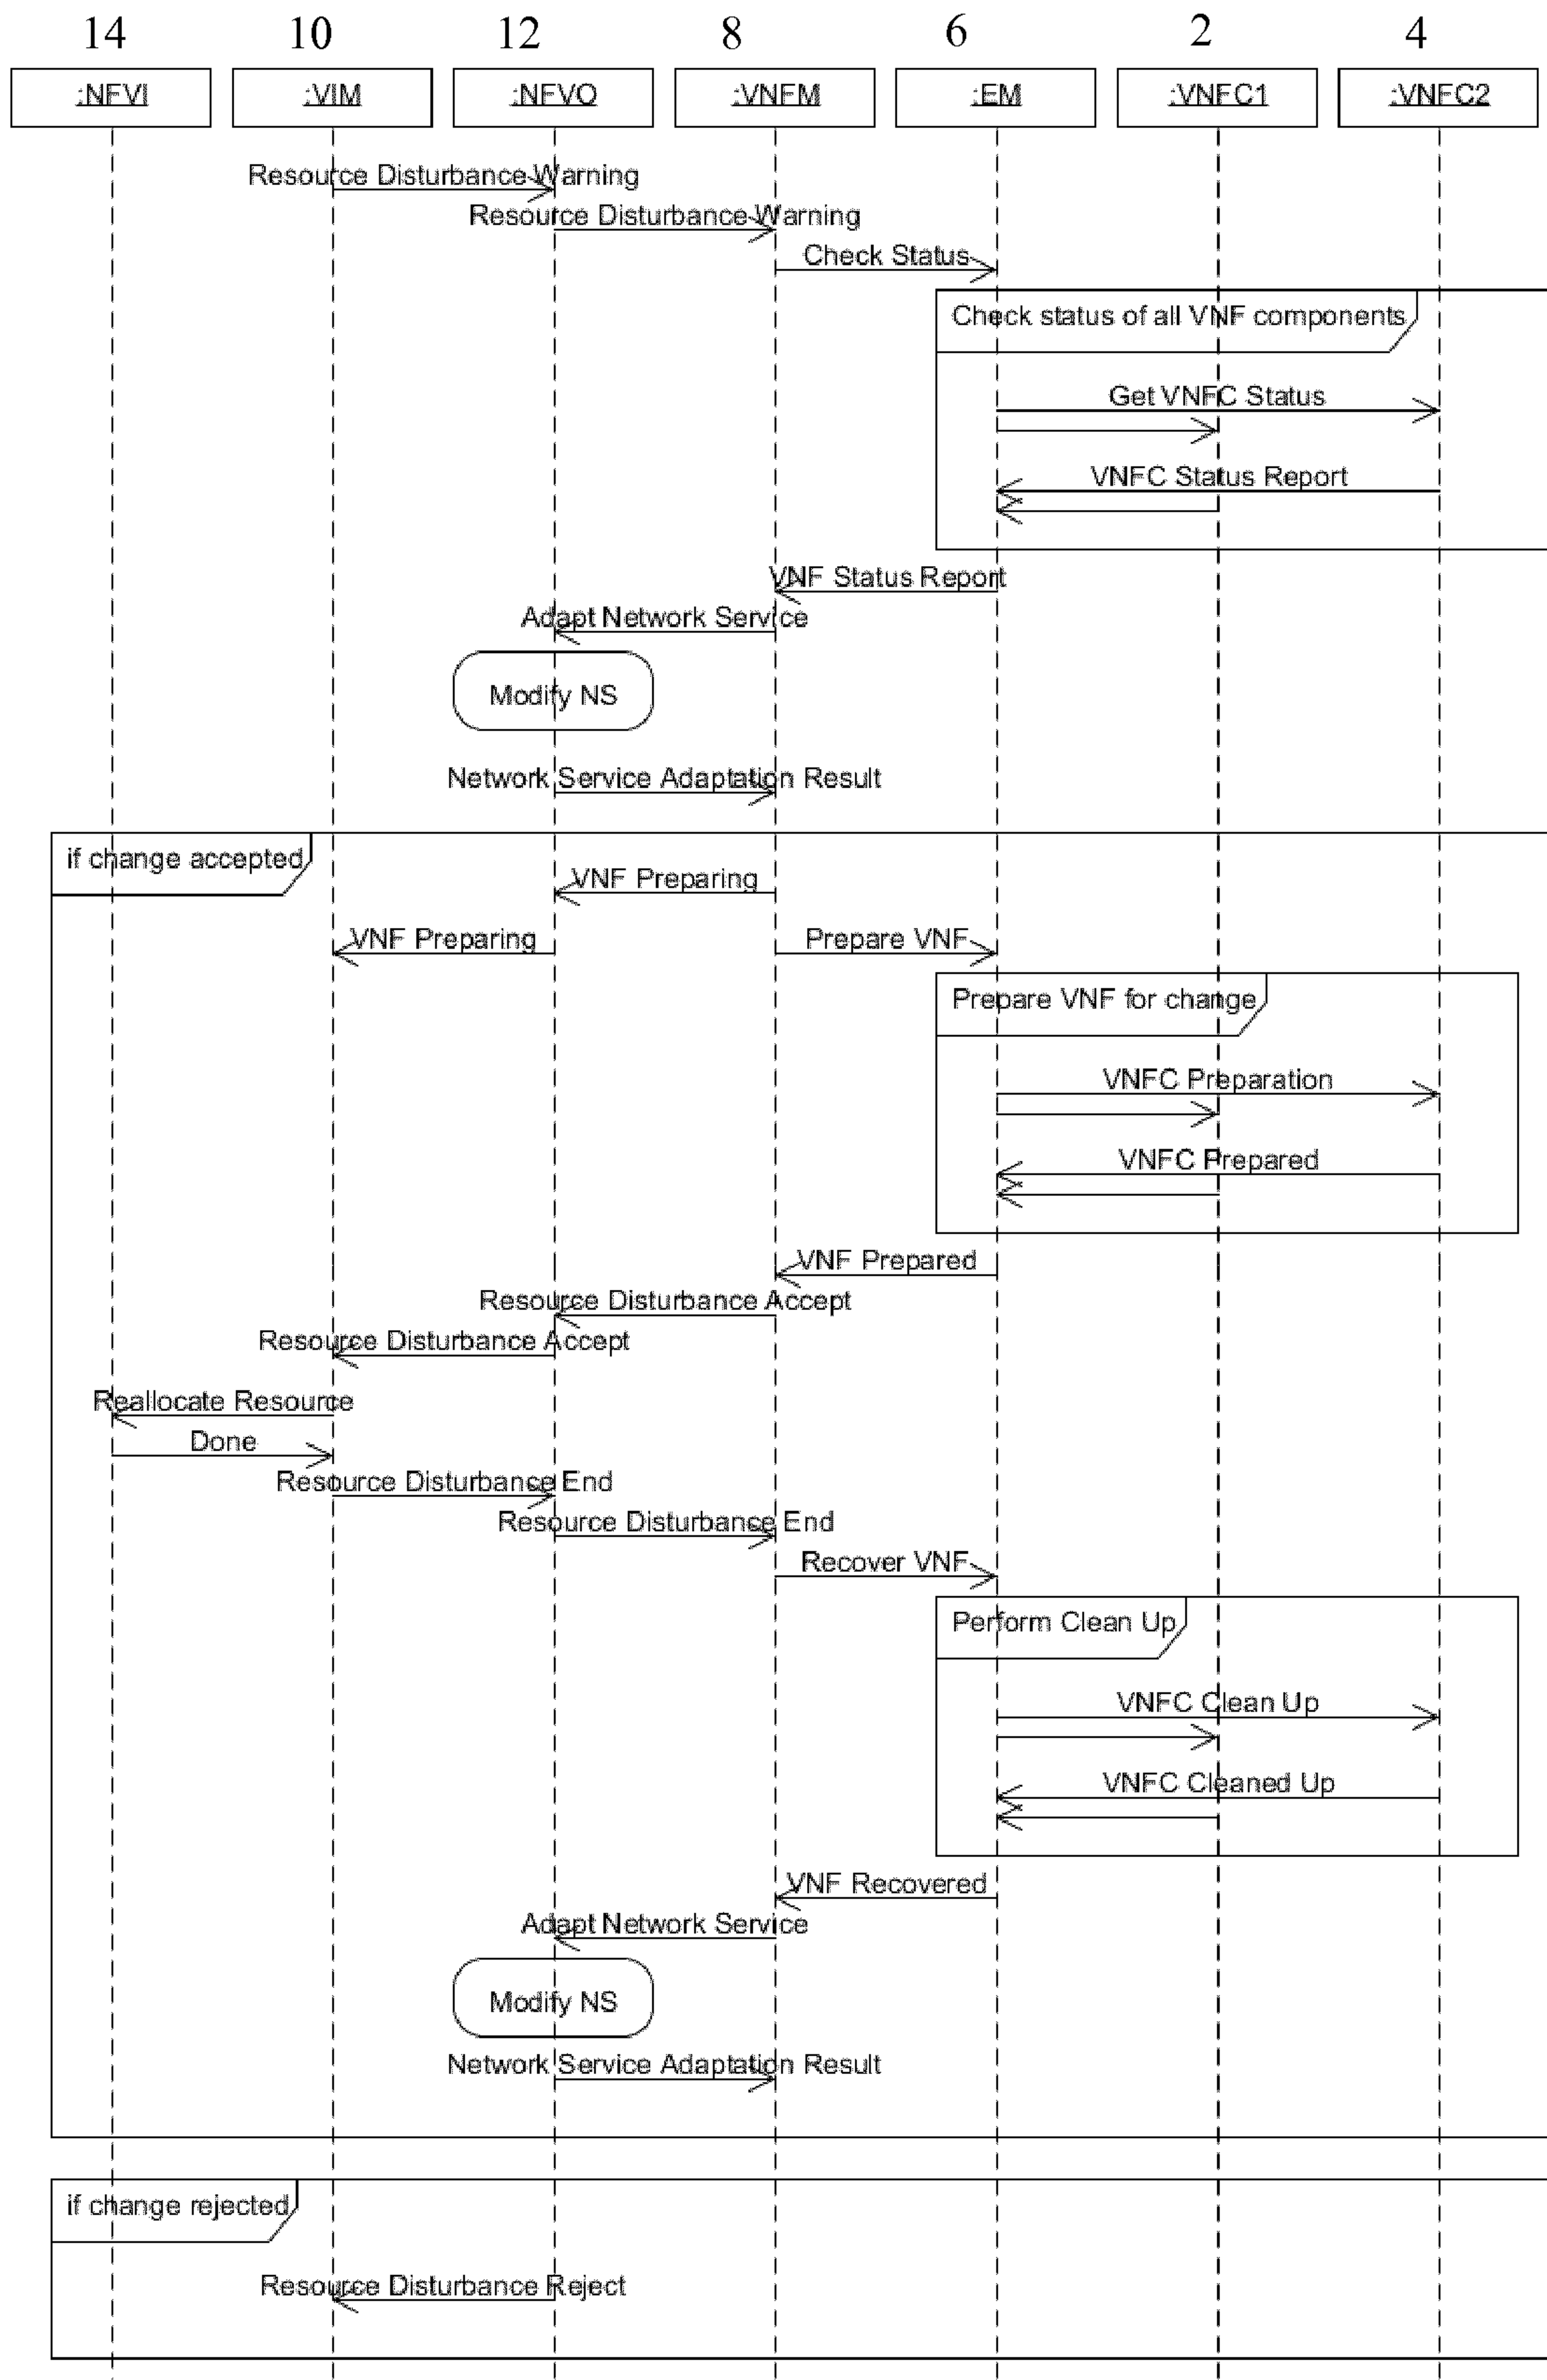 14 10 12 8 6 2 4
:NFVI :VIM :NFVO :VNFM :EM :VNFC1 :VNFC2
Resource Disturbance Warning
Resource Disturbance Warning
Check Status
Check status of all VNF components
Get VNFC Status
VNFC Status Report
VNF Status Report
Adapt Network Service
Modify NS
Network Service Adaptation Result
if change accepted
VNF Preparing
VNF Preparing Prepare VNF
Prepare VNF for change
VNFC Preparation
VNFC Prepared
VNF Prepared
Resource Disturbance Accept
Resource Disturbance Accept
Reallocate Resource
Done
Resource Disturbance End
Resource Disturbance End
Recover VNF
Perform Clean Up
VNFC Clean Up
VNFC Cleaned Up
VNF Recovered
Adapt Network Service
Modify NS
Network Service Adaptation Result
if change rejected
Resource Disturbance Reject